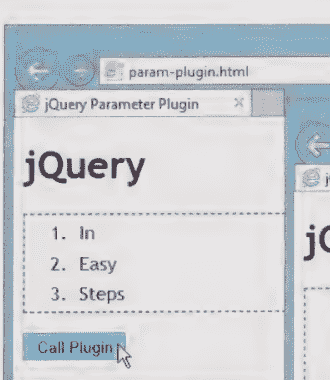 param-plugin.html
jQuery Parameter Plugin
jQuery
1. In
2. Easy
3. Steps
Call Plugin